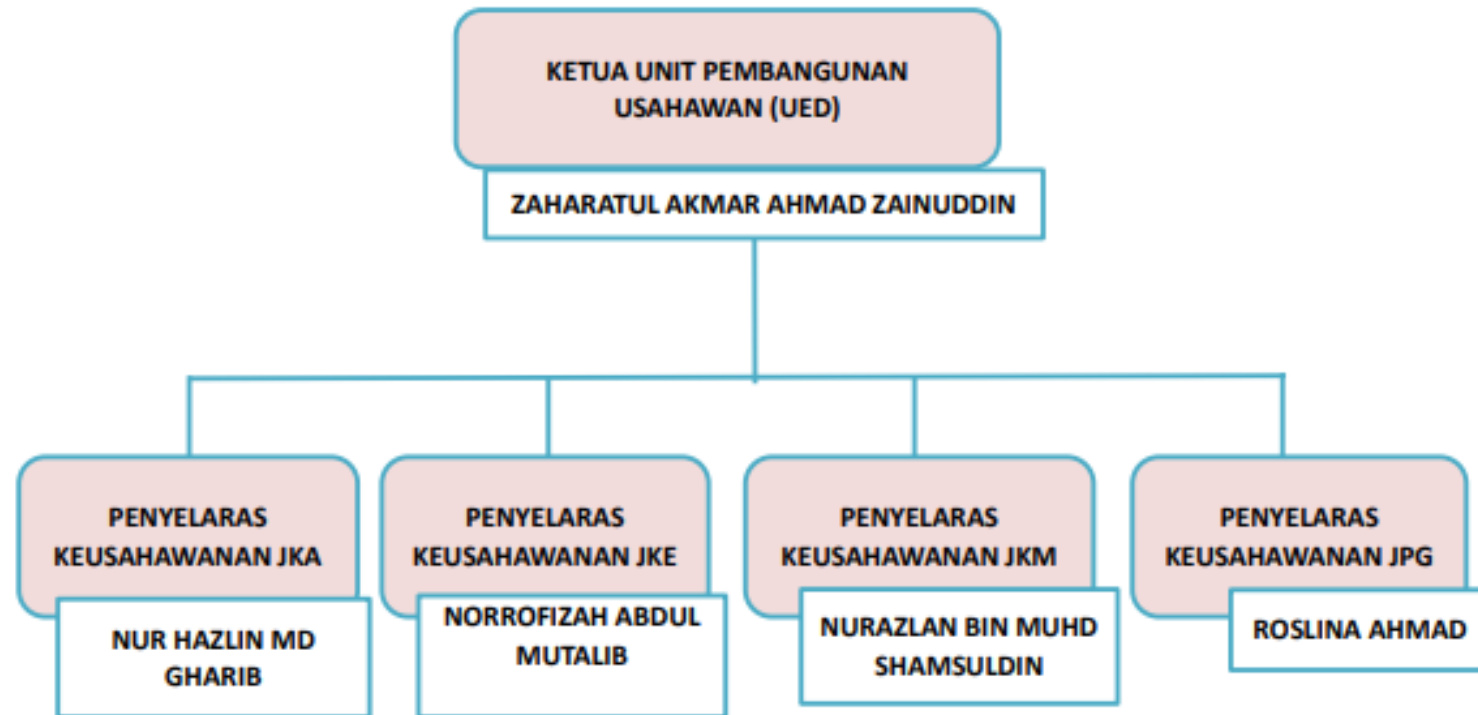 KETUA UNIT PEMBANGUNAN
USAHAWAN (UED)
ZAHARATUL AKMAR AHMAD ZAINUDDIN
PENYELARAS
KEUSAHAWANAN JKA
NUR HAZLIN MD
GHARIB
PENYELARAS
KEUSAHAWANAN JKE
NORROFIZAH ABDUL
MUTALIB
PENYELARAS
KEUSAHAWANAN JKM
NURAZLAN BIN MUHD
SHAMSULDIN
PENYELARAS
KEUSAHAWANAN JPG
ROSLINA AHMAD